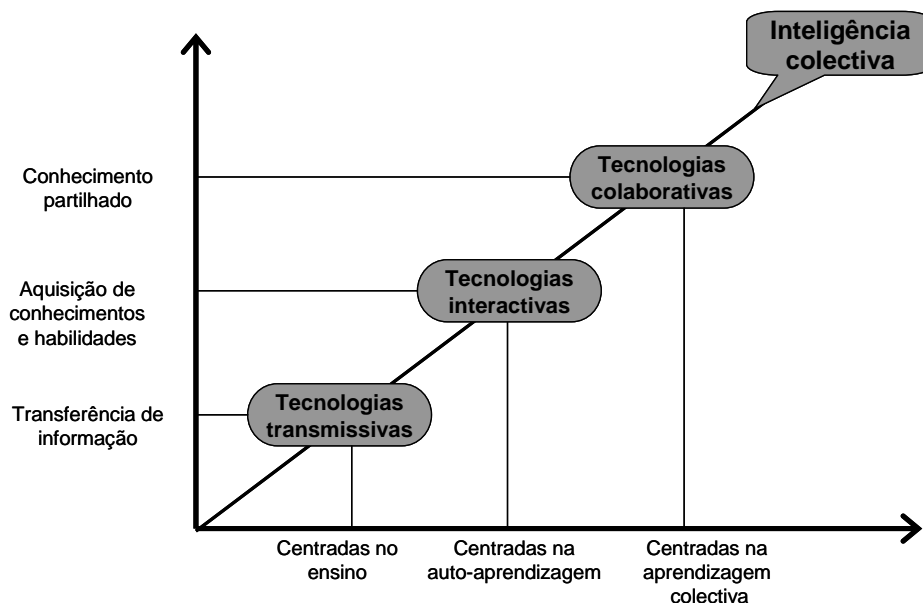 Inteligência
colectiva
Conhecimento
partilhado
Tecnologias
colaborativas
Aquisição de
conhecimentos
e habilidades
Tecnologias
interactivas
Transferência de
informação
Tecnologias
transmissivas
Centradas no
ensino
Centradas na
auto-aprendizagem
Centradas na
aprendizagem
colectiva